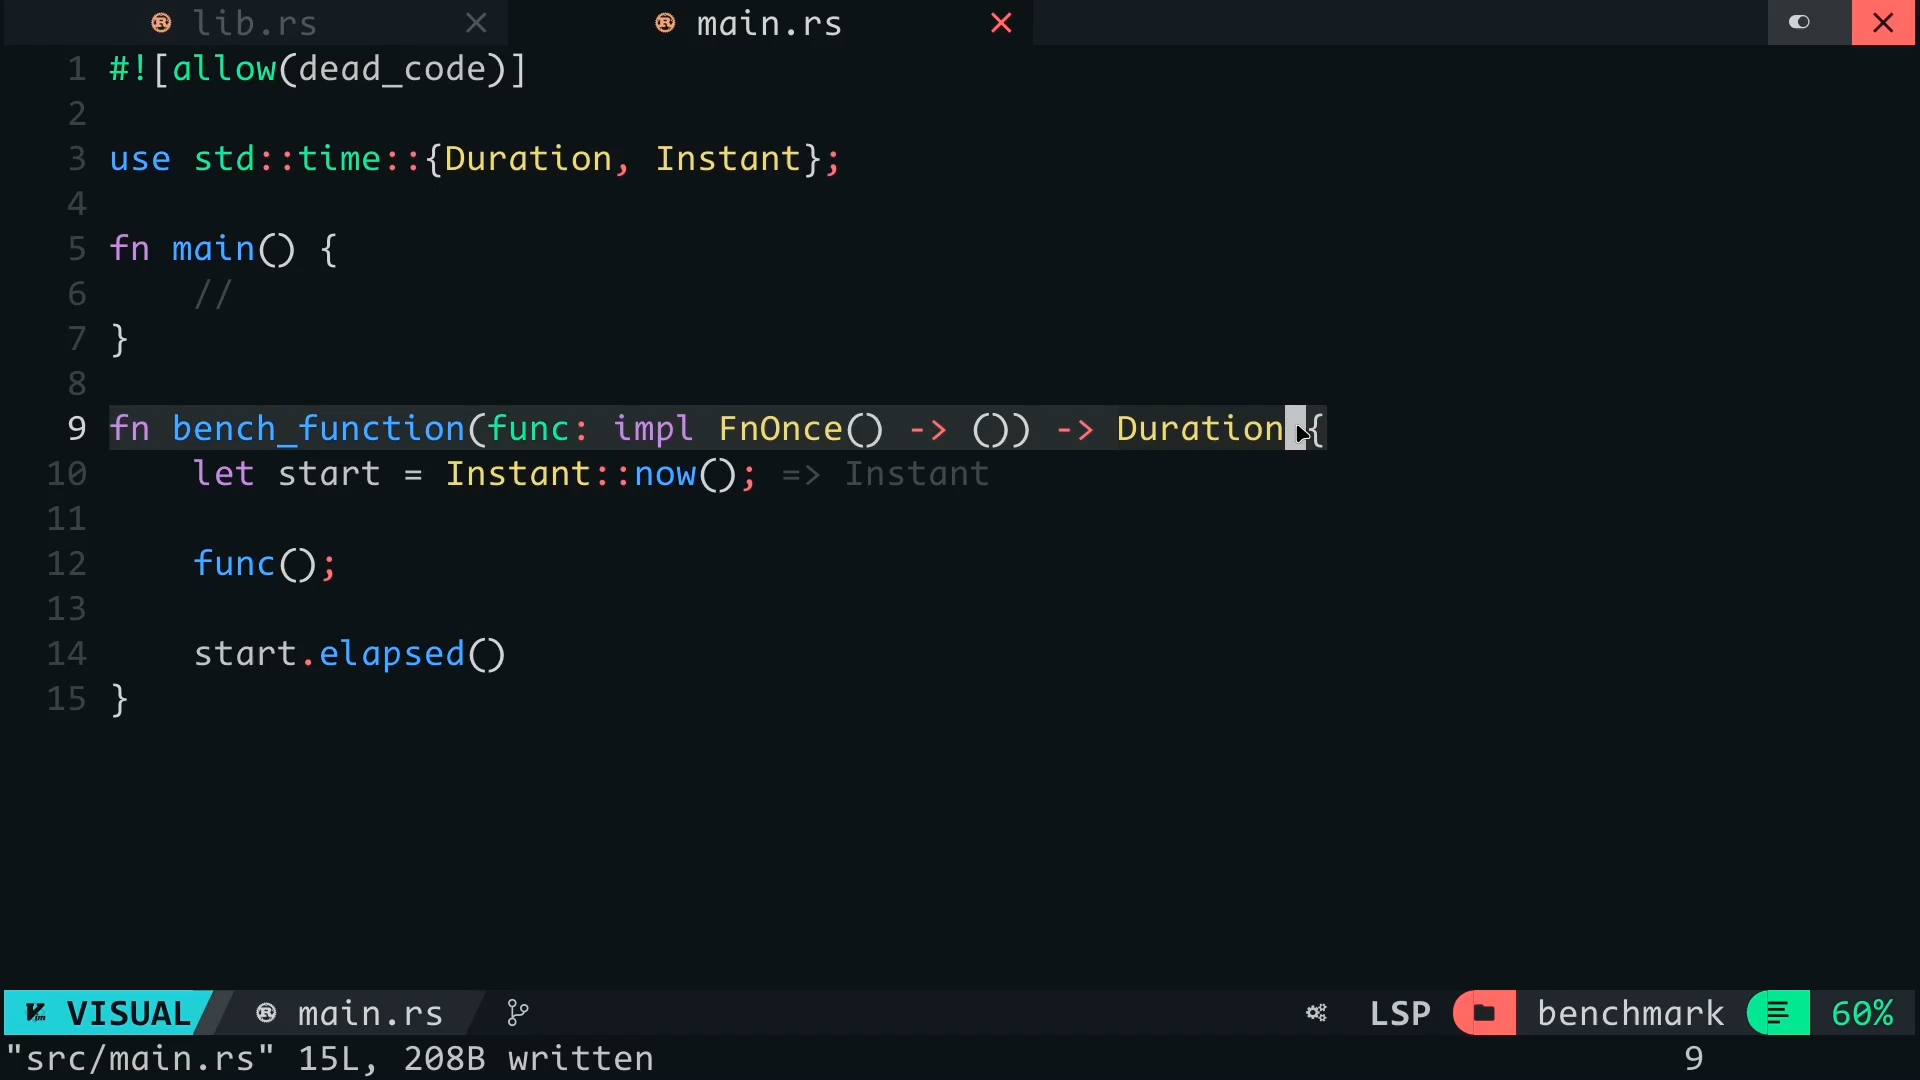 lib.rs main.rs
1 #![allow(dead_code)]
2
3 use std::time::{Duration, Instant};
4
5 fn main() {
6     //
7 }
8
9 fn bench_function(func: impl FnOnce() -> ()) -> Duration {
10     let start = Instant::now(); => Instant
11
12     func();
13
14     start.elapsed()
15 }
VISUAL main.rs LSP benchmark 60%
"src/main.rs" 15L, 208B written 9